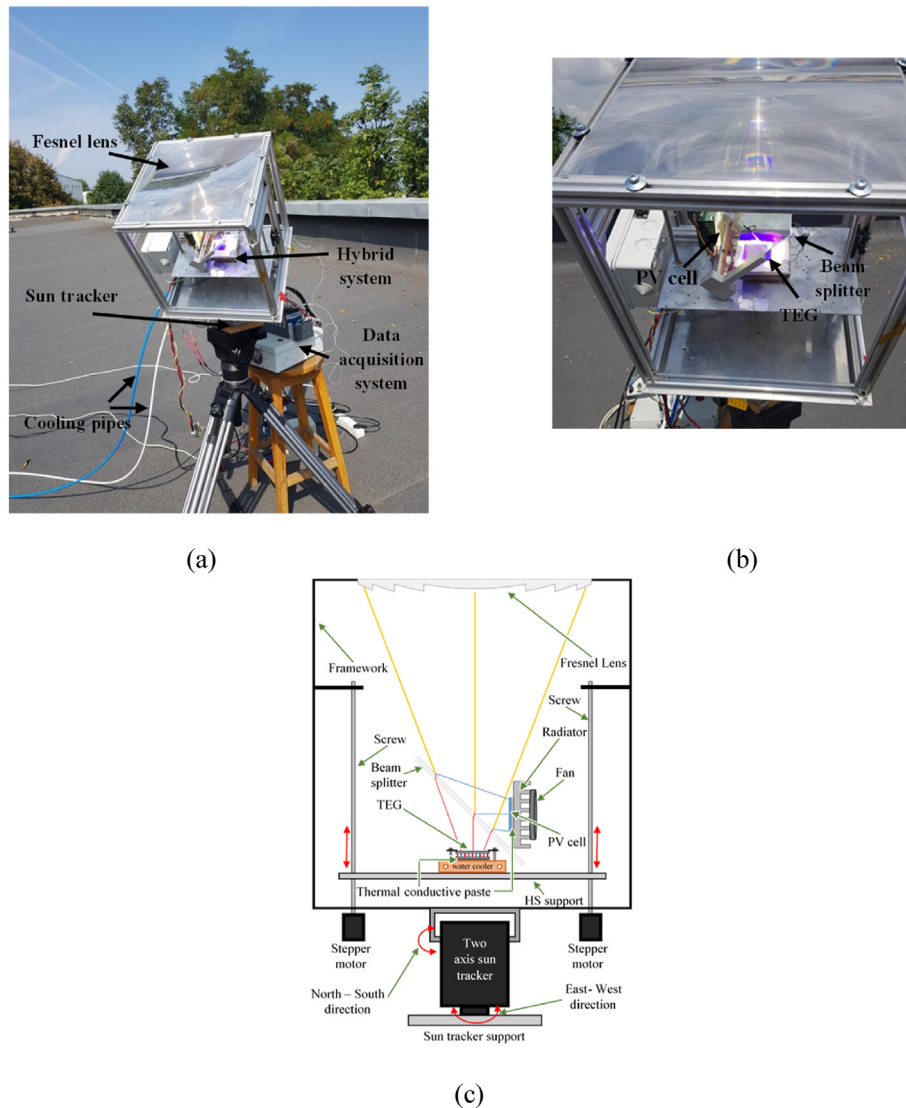 Fesnel lens
Hybrid
system
Sun tracker
Data
acquisition
system
Cooling pipes
(a)
PV cell
Beam
splitter
TEG
(b)
Framework
Fresnel Lens
Screw
Screw
Radiator
Beam
splitter
Fan
TEG
PV cell
water cooler
Thermal conductive paste
HS support
Stepper
motor
Two
axis sun
tracker
Stepper
motor
North – South
direction
East- West
direction
Sun tracker support
(c)